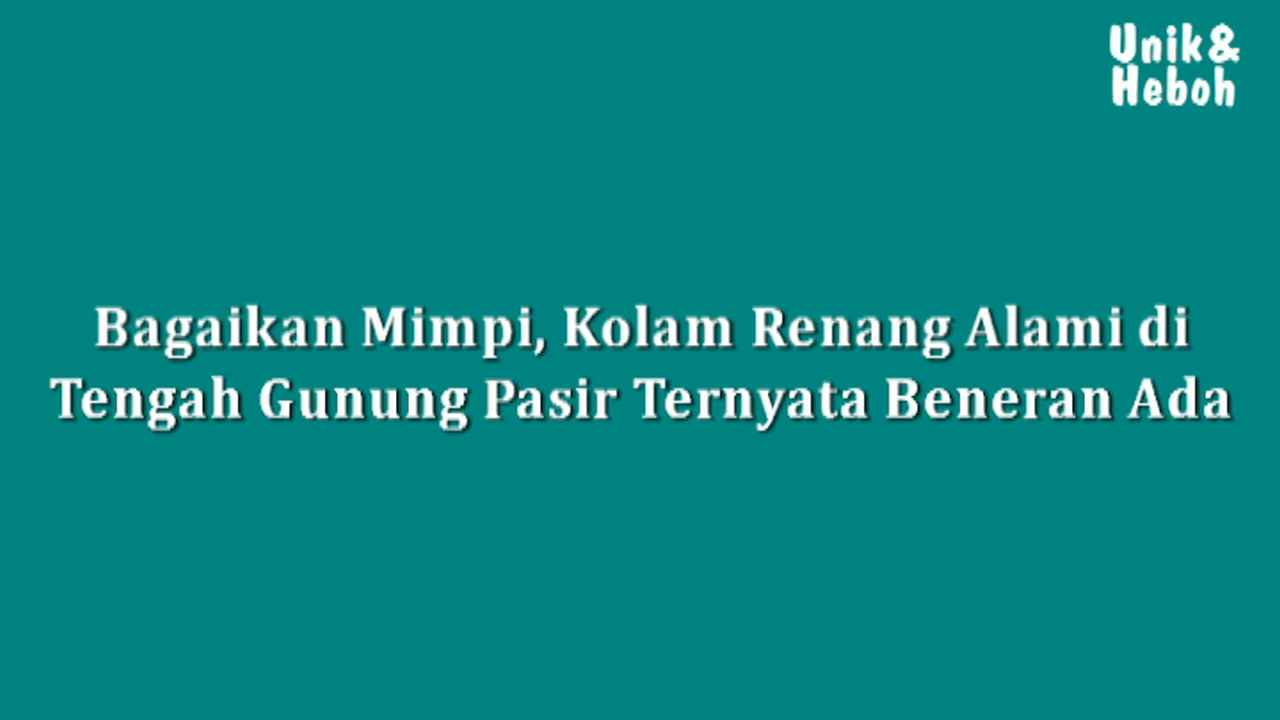 Unik&
Heboh
Bagaikan Mimpi, Kolam Renang Alami di
Tengah Gunung Pasir Ternyata Beneran Ada